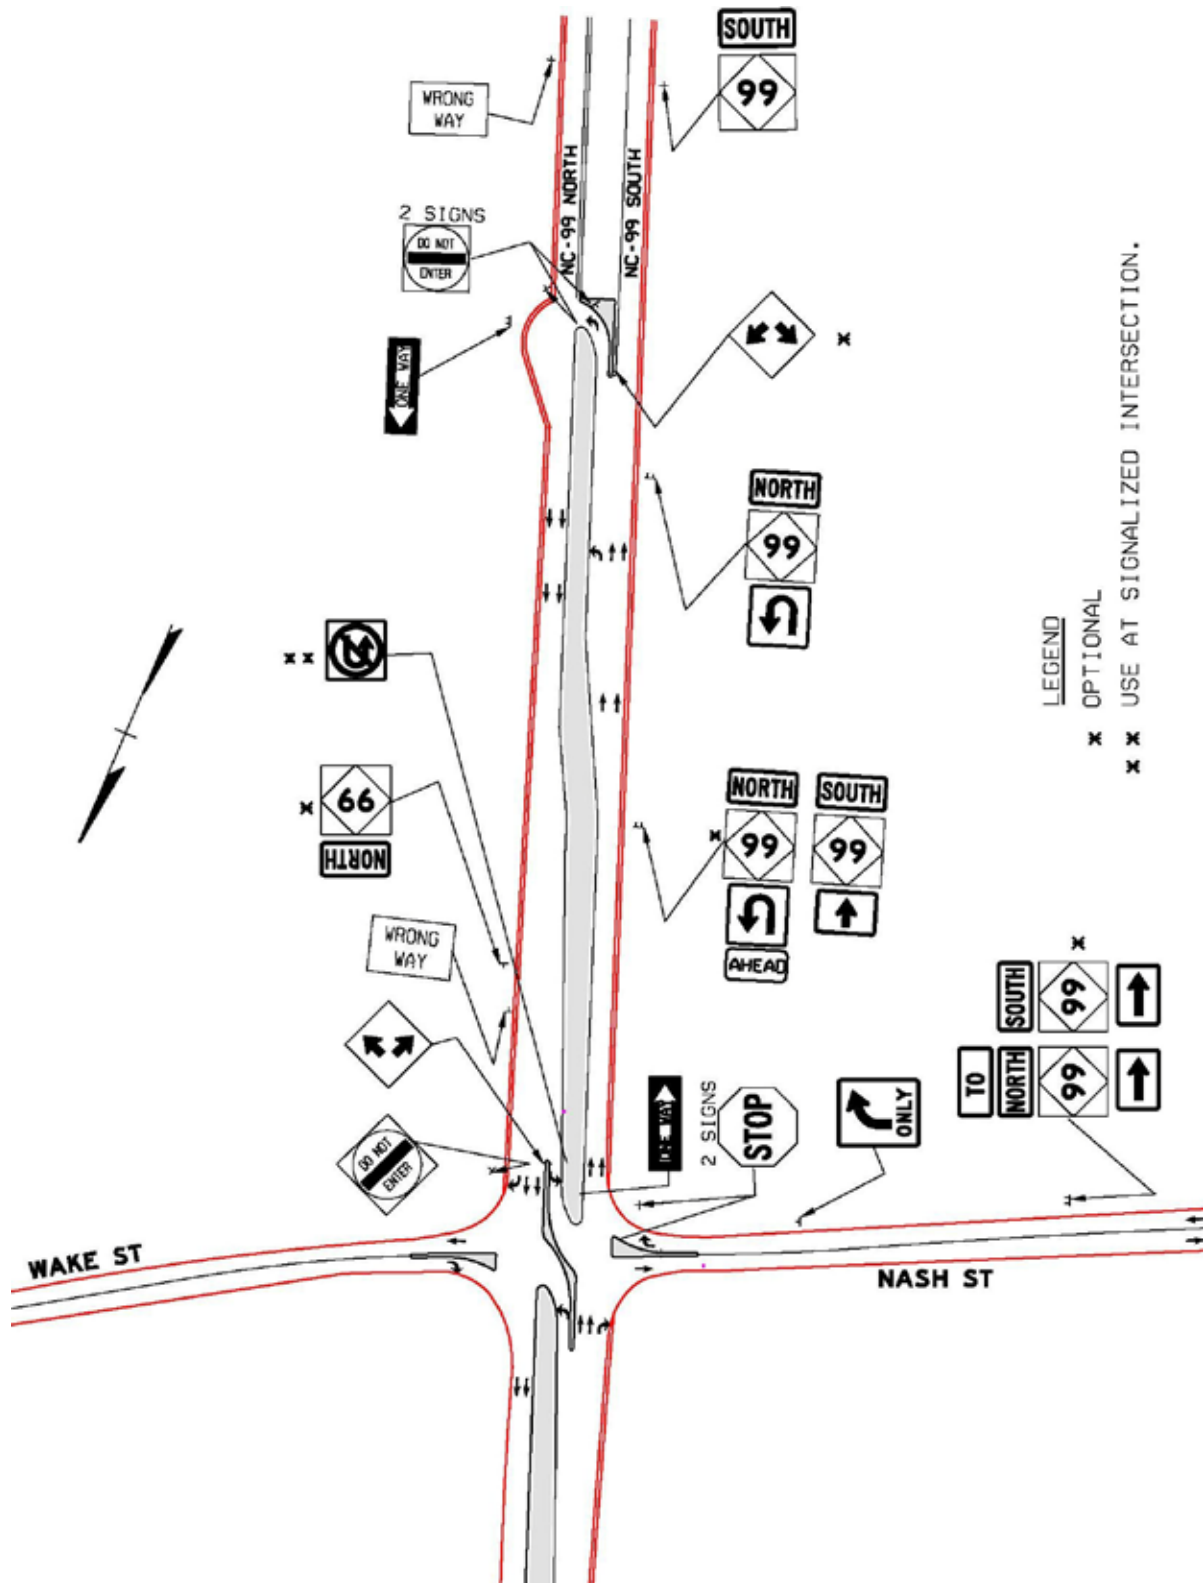 SOUTH
99
WRONG
WAY
NC-99 NORTH
NC-99 SOUTH
2 SIGNS
DO NOT
ENTER
ONE WAY
*
NORTH
99
* *
99
NORTH
*
NORTH
99
AHEAD
*
SOUTH
99
LEGEND
* OPTIONAL
* * USE AT SIGNALIZED INTERSECTION.
WRONG
WAY
DO NOT
ENTER
ONE WAY
2 SIGNS
STOP
ONLY
SOUTH
99
*
TO
NORTH
99
WAKE ST
NASH ST